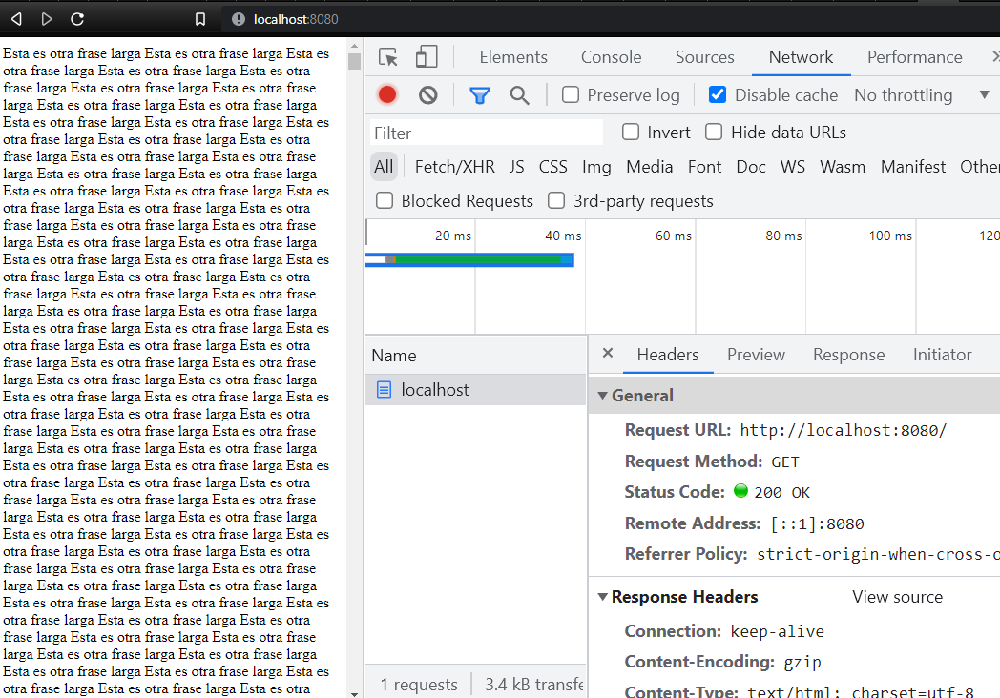 localhost:8080
Esta es otra frase larga Esta es otra frase larga Esta es
otra frase larga Esta es otra frase larga Esta es otra
frase larga Esta es otra frase larga Esta es otra frase
larga Esta es otra frase larga Esta es otra frase larga
Esta es otra frase larga Esta es otra frase larga Esta es
otra frase larga Esta es otra frase larga Esta es otra
frase larga Esta es otra frase larga Esta es otra frase
larga Esta es otra frase larga Esta es otra frase larga
Esta es otra frase larga Esta es otra frase larga Esta es
otra frase larga Esta es otra frase larga Esta es otra
frase larga Esta es otra frase larga Esta es otra frase
larga Esta es otra frase larga Esta es otra frase larga
Esta es otra frase larga Esta es otra frase larga Esta es
otra frase larga Esta es otra frase larga Esta es otra
frase larga Esta es otra frase larga Esta es otra frase
larga Esta es otra frase larga Esta es otra frase larga
Esta es otra frase larga Esta es otra frase larga Esta es
otra frase larga Esta es otra frase larga Esta es otra
frase larga Esta es otra frase larga Esta es otra frase
larga Esta es otra frase larga Esta es otra frase larga
Esta es otra frase larga Esta es otra frase larga Esta es
otra frase larga Esta es otra frase larga Esta es otra
frase larga Esta es otra frase larga Esta es otra frase
larga Esta es otra frase larga Esta es otra frase larga
Esta es otra frase larga Esta es otra frase larga Esta es
otra frase larga Esta es otra frase larga Esta es otra
frase larga Esta es otra frase larga Esta es otra frase
larga Esta es otra frase larga Esta es otra frase larga
Esta es otra frase larga Esta es otra frase larga Esta es
otra frase larga Esta es otra frase larga Esta es otra
frase larga Esta es otra frase larga Esta es otra frase
larga Esta es otra frase larga Esta es otra frase larga
Esta es otra frase larga Esta es otra frase larga Esta es
otra frase larga Esta es otra frase larga Esta es otra
frase larga Esta es otra frase larga Esta es otra frase
larga Esta es otra frase larga Esta es otra frase larga
Esta es otra frase larga Esta es otra frase larga Esta es
otra frase larga Esta es otra frase larga Esta es otra
Elements Console Sources Network Performance
Preserve log Disable cache No throttling
Filter Invert Hide data URLs
All Fetch/XHR JS CSS Img Media Font Doc WS Wasm Manifest Other
Blocked Requests 3rd-party requests
20 ms 40 ms 60 ms 80 ms 100 ms 120
Name
localhost
1 requests 3.4 kB transfe
Headers Preview Response Initiator
General
Request URL: http://localhost:8080/
Request Method: GET
Status Code: 200 OK
Remote Address: [::1]:8080
Referrer Policy: strict-origin-when-cross-o
Response Headers View source
Connection: keep-alive
Content-Encoding: gzip
Content-Type: text/html; charset=utf-8